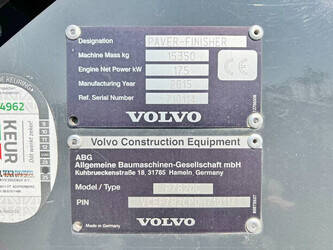 Designation PAVER-FINISHER
Machine Mass kg 15350
Engine Net Power kW 175
Manufacturing Year 2015
Ref. Serial Number
CE
VOLVO
Volvo Construction Equipment
ABG
Allgemeine Baumaschinen-Gesellschaft mbH
Kuhbruckenstraße 18, 31785 Hameln, Germany
Model / Type
PIN
Made in Germany
VOLVO
4962
KEUR